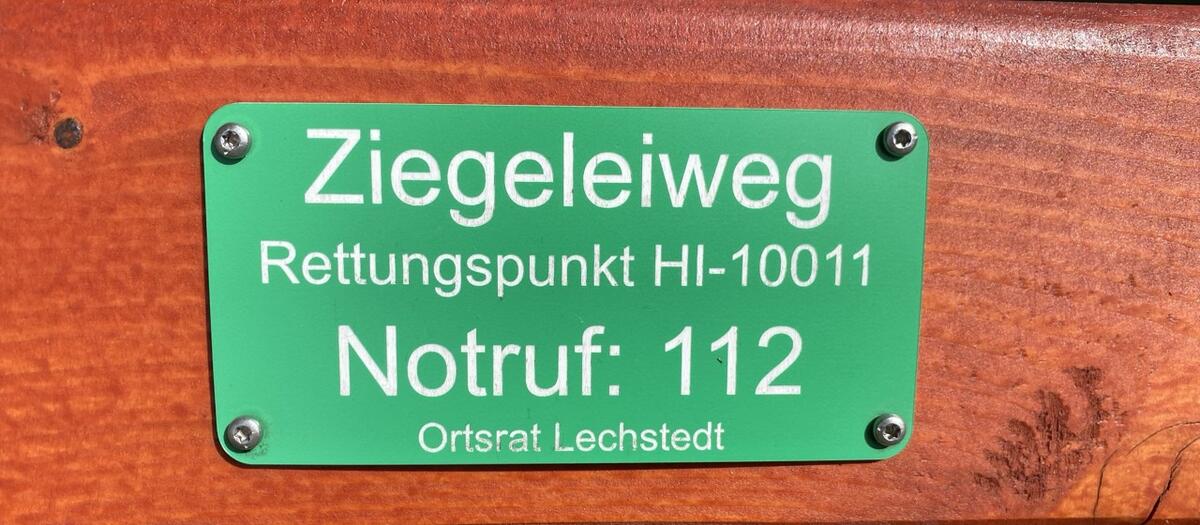 Ziegeleiweg
Rettungspunkt HI-10011
Notruf: 112
Ortsrat Lechstedt